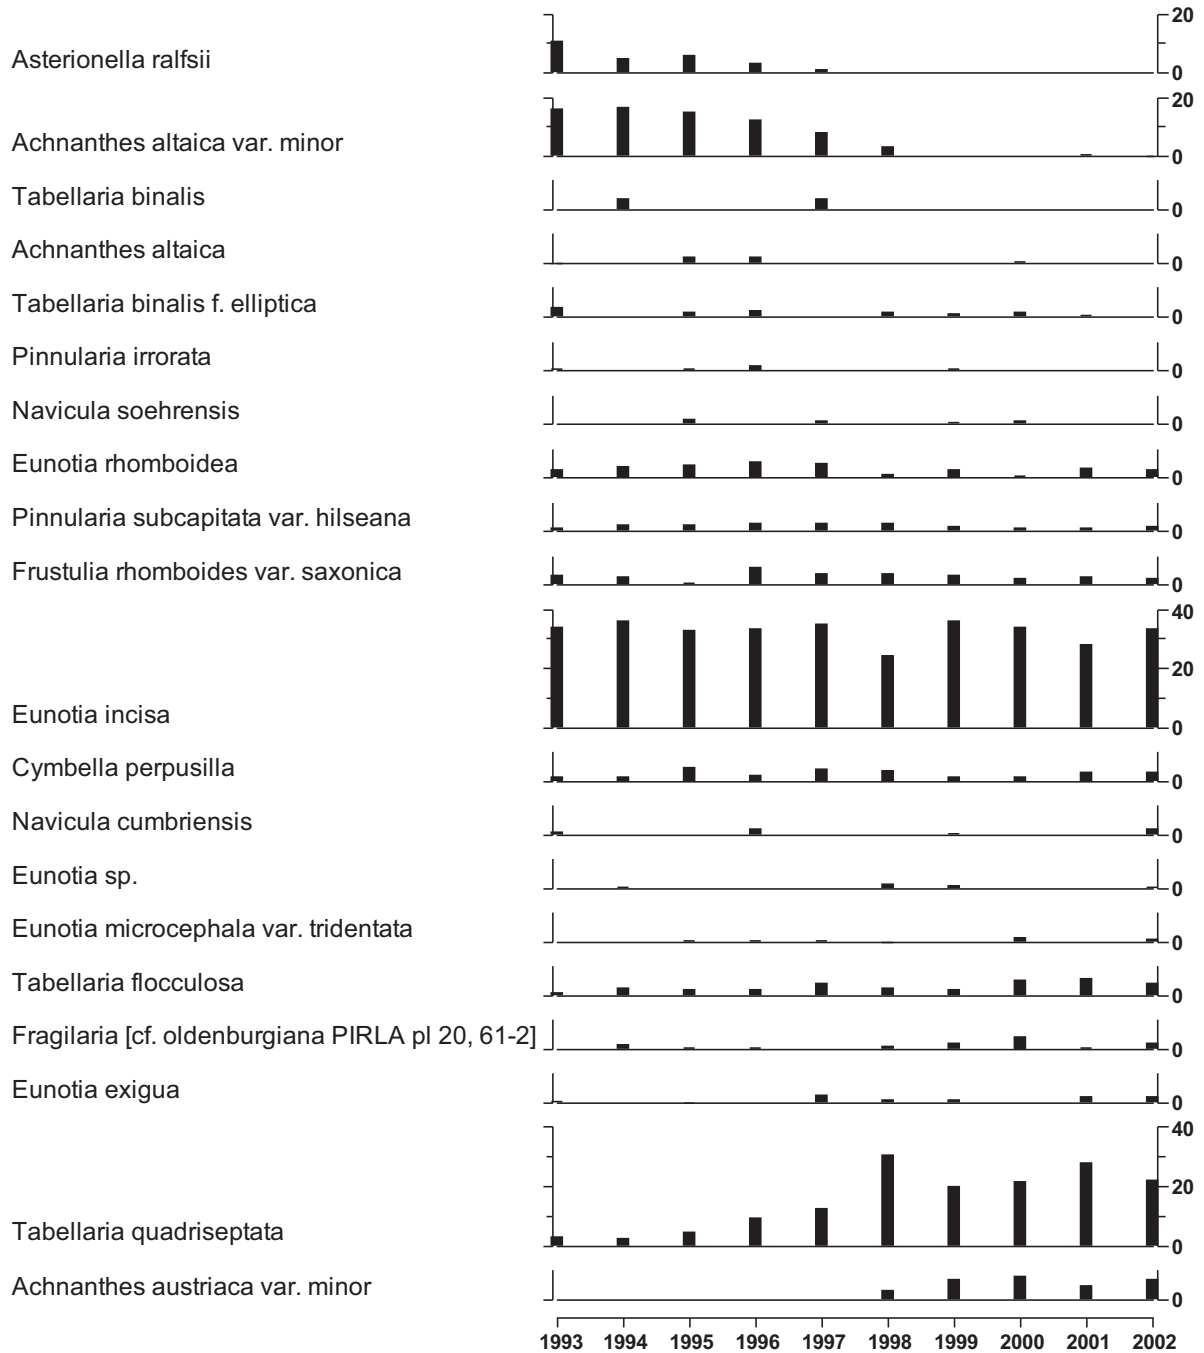 20
Asterionella ralfsii
0
20
Achnanthes altaica var. minor
0
Tabellaria binalis
0
Achnanthes altaica
0
Tabellaria binalis f. elliptica
0
Pinnularia irrorata
0
Navicula soehrensis
0
Eunotia rhomboidea
0
Pinnularia subcapitata var. hilseana
0
Frustulia rhomboides var. saxonica
0
40
20
Eunotia incisa
0
Cymbella perpusilla
0
Navicula cumbriensis
0
Eunotia sp.
0
Eunotia microcephala var. tridentata
0
Tabellaria flocculosa
0
Fragilaria [cf. oldenburgiana PIRLA pl 20, 61-2]
0
Eunotia exigua
0
40
20
Tabellaria quadriseptata
0
Achnanthes austriaca var. minor
0
1993 1994 1995 1996 1997 1998 1999 2000 2001 2002